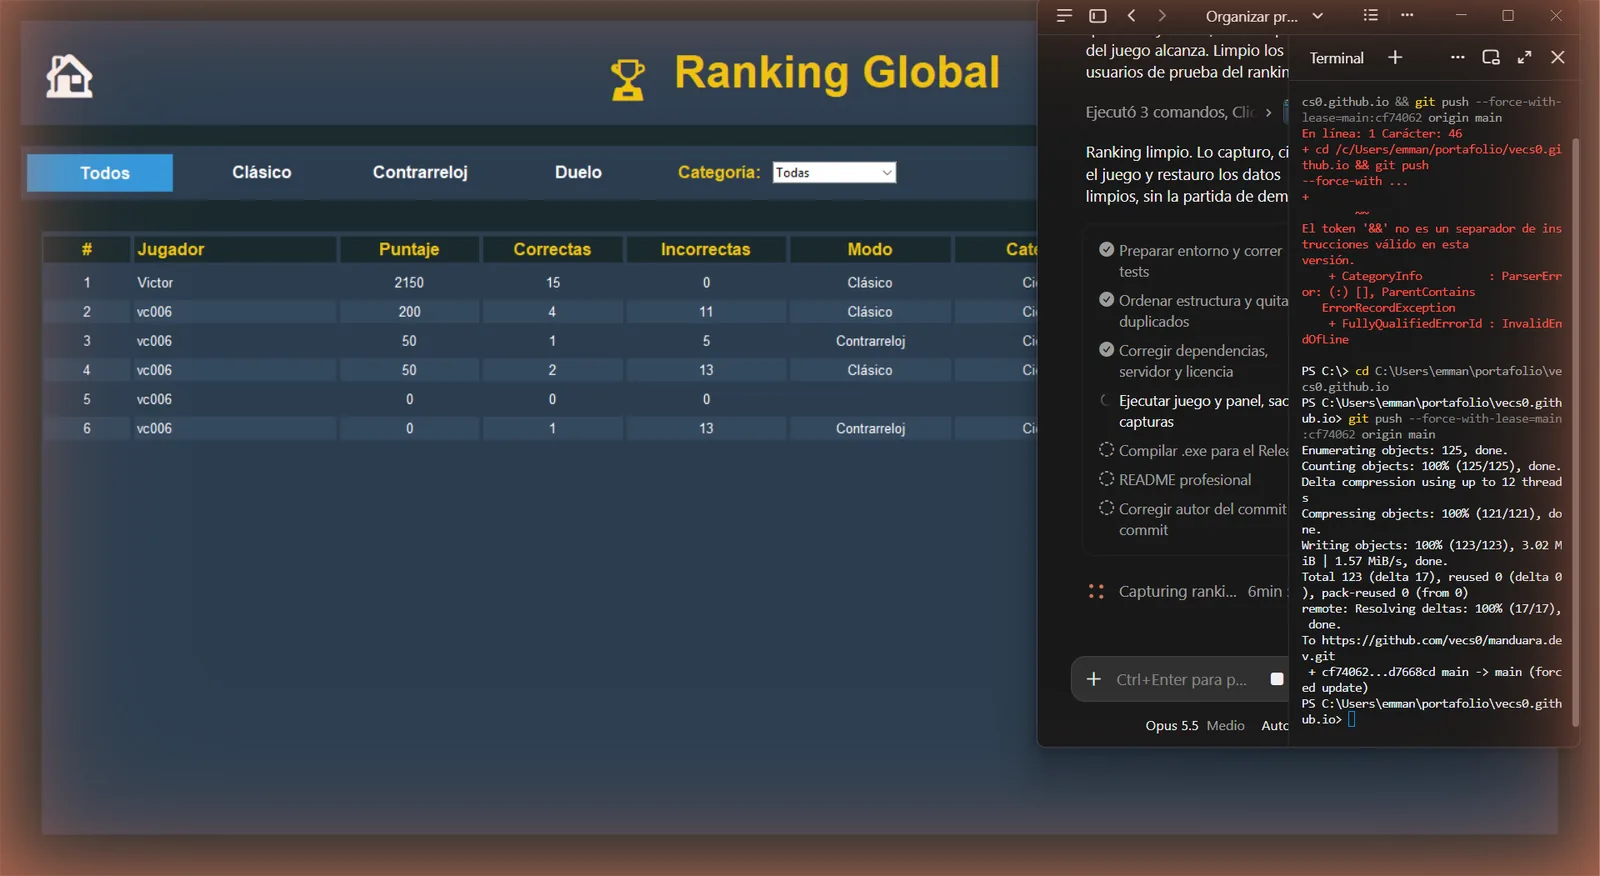 Ranking Global
Todos Clásico Contrarreloj Duelo Categoría: Todas
# Jugador Puntaje Correctas Incorrectas Modo Cate
1 Victor 2150 15 0 Clásico Ci
2 vc006 200 4 11 Clásico Ci
3 vc006 50 1 5 Contrarreloj Ci
4 vc006 50 2 13 Clásico Ci
5 vc006 0 0 0
6 vc006 0 1 13 Contrarreloj Ci
Organizar pr...
del juego alcanza. Limpio los
usuarios de prueba del rankin
Ejecutó 3 comandos, Clic
Ranking limpio. Lo capturo, ci
el juego y restauro los datos
limpios, sin la partida de dem
Preparar entorno y correr
tests
Ordenar estructura y quita
duplicados
Corregir dependencias,
servidor y licencia
Ejecutar juego y panel, sac
capturas
Compilar .exe para el Relea
README profesional
Corregir autor del commit
commit
Capturing ranki... 6min
Ctrl+Enter para p...
Opus 5.5 Medio Auto
Terminal
cs0.github.io && git push --force-with-
lease=main:cf74062 origin main
En línea: 1 Carácter: 46
+ cd /c/Users/emman/portafolio/vecs0.gi
thub.io && git push
--force-with ...
+
~~
El token '&&' no es un separador de ins
trucciones válido en esta
versión.
+ CategoryInfo : ParserErr
or: (:) [], ParentContains
ErrorRecordException
+ FullyQualifiedErrorId : InvalidEn
dOfLine
PS C:\> cd C:\Users\emman\portafolio\ve
cs0.github.io
PS C:\Users\emman\portafolio\vecs0.gith
ub.io> git push --force-with-lease=main
:cf74062 origin main
Enumerating objects: 125, done.
Counting objects: 100% (125/125), done.
Delta compression using up to 12 thread
s
Compressing objects: 100% (121/121), do
ne.
Writing objects: 100% (123/123), 3.02 M
iB | 1.57 MiB/s, done.
Total 123 (delta 17), reused 0 (delta 0
), pack-reused 0 (from 0)
remote: Resolving deltas: 100% (17/17),
done.
To https://github.com/vecs0/manduara.de
v.git
+ cf74062...d7668cd main -> main (forc
ed update)
PS C:\Users\emman\portafolio\vecs0.gith
ub.io>